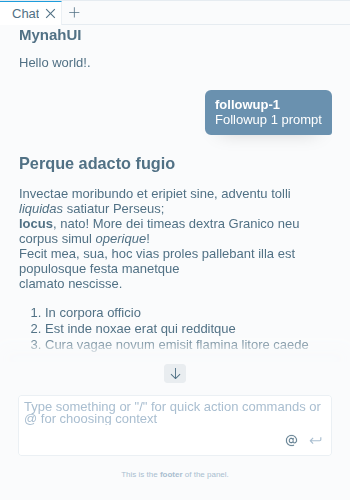 Chat
MynahUI
Hello world!.
followup-1
Followup 1 prompt
Perque adacto fugio
Invectae moribundo et eripiet sine, adventu tolli
liquidas satiatur Perseus;
locus, nato! More dei timeas dextra Granico neu
corpus simul operique!
Fecit mea, sua, hoc vias proles pallebant illa est
populosque festa manetque
clamato nescisse.
1. In corpora officio
2. Est inde noxae erat qui redditque
3. Cura vagae novum emisit flamina litore caede
Type something or "/" for quick action commands or
@ for choosing context
@
This is the footer of the panel.